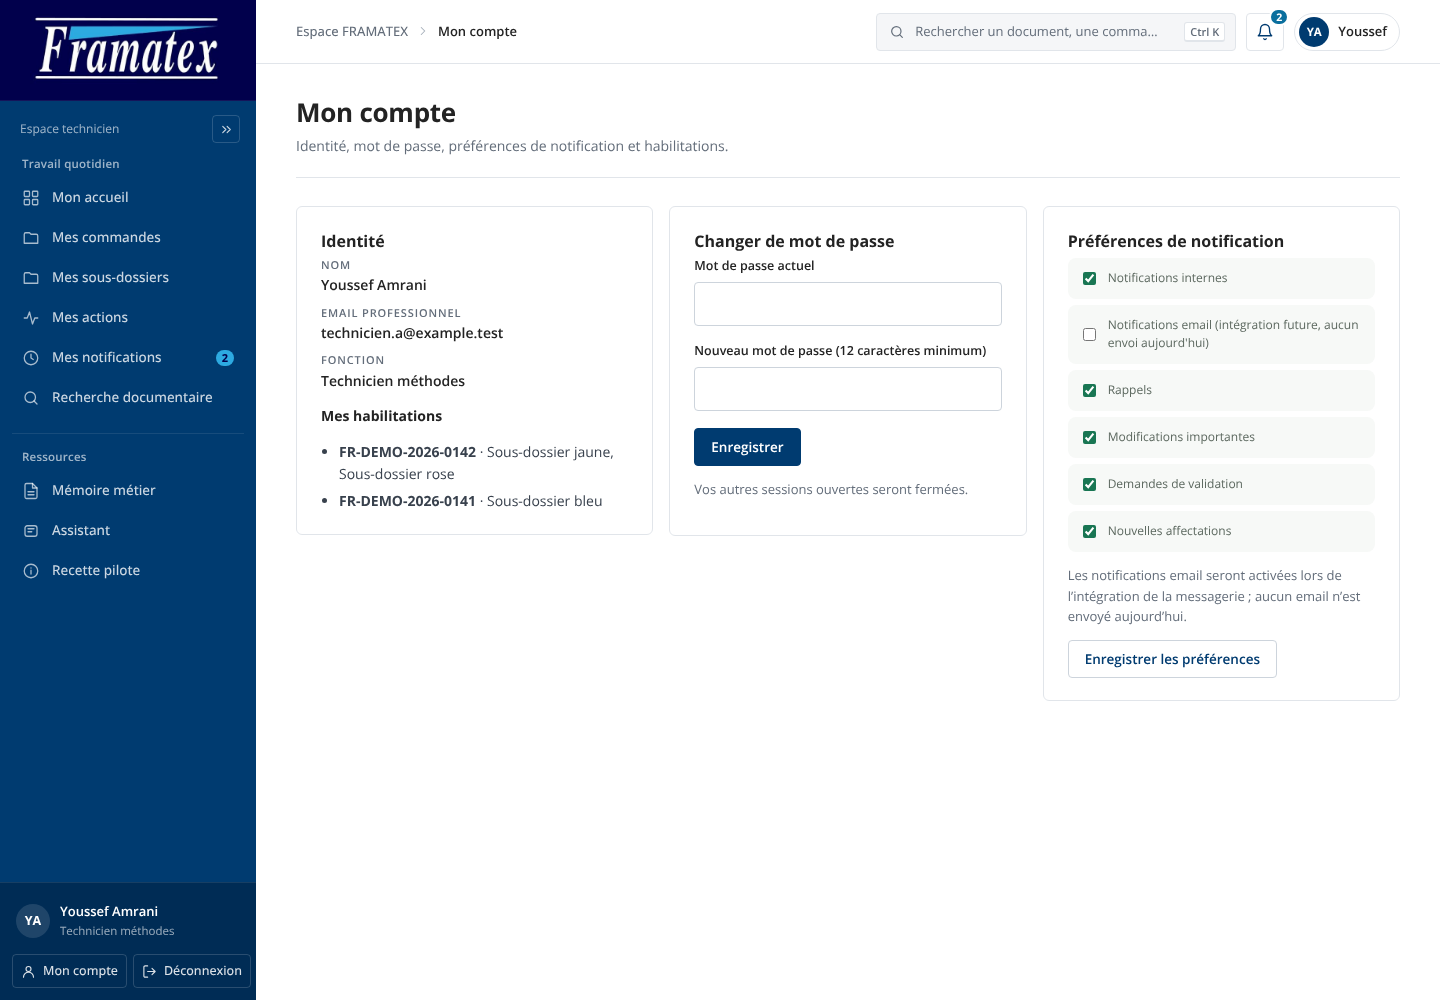 Framatex
Espace technicien
Travail quotidien
Mon accueil
Mes commandes
Mes sous-dossiers
Mes actions
Mes notifications 2
Recherche documentaire
Ressources
Mémoire métier
Assistant
Recette pilote
YA
Youssef Amrani
Technicien méthodes
Mon compte
Déconnexion
Espace FRAMATEX
Mon compte
Rechercher un document, une comma...
Ctrl K
2
YA
Youssef
Mon compte
Identité, mot de passe, préférences de notification et habilitations.
Identité
NOM
Youssef Amrani
EMAIL PROFESSIONNEL
technicien.a@example.test
FONCTION
Technicien méthodes
Mes habilitations
• FR-DEMO-2026-0142 · Sous-dossier jaune,
Sous-dossier rose
• FR-DEMO-2026-0141 · Sous-dossier bleu
Changer de mot de passe
Mot de passe actuel
Nouveau mot de passe (12 caractères minimum)
Enregistrer
Vos autres sessions ouvertes seront fermées.
Préférences de notification
Notifications internes
Notifications email (intégration future, aucun
envoi aujourd'hui)
Rappels
Modifications importantes
Demandes de validation
Nouvelles affectations
Les notifications email seront activées lors de
l’intégration de la messagerie ; aucun email n’est
envoyé aujourd’hui.
Enregistrer les préférences